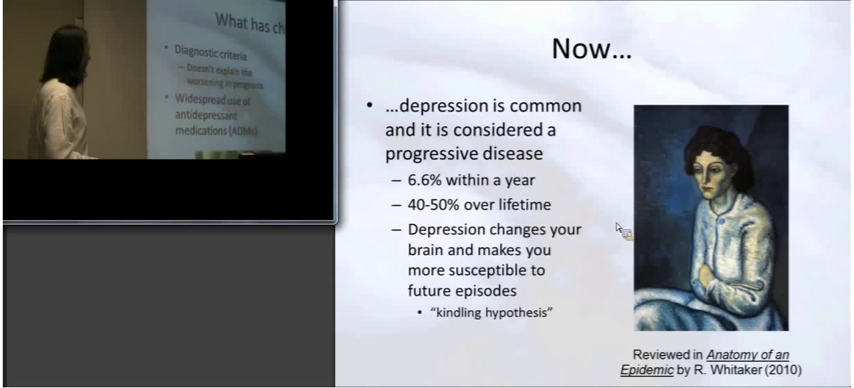 What has ch
• Diagnostic criteria
– Doesn't explain the
worsening in prognosis
• Widespread use of
antidepressant
medications (ADMs)
Now…
• …depression is common
and it is considered a
progressive disease
– 6.6% within a year
– 40-50% over lifetime
– Depression changes your
brain and makes you
more susceptible to
future episodes
• “kindling hypothesis”
Reviewed in Anatomy of an
Epidemic by R. Whitaker (2010)